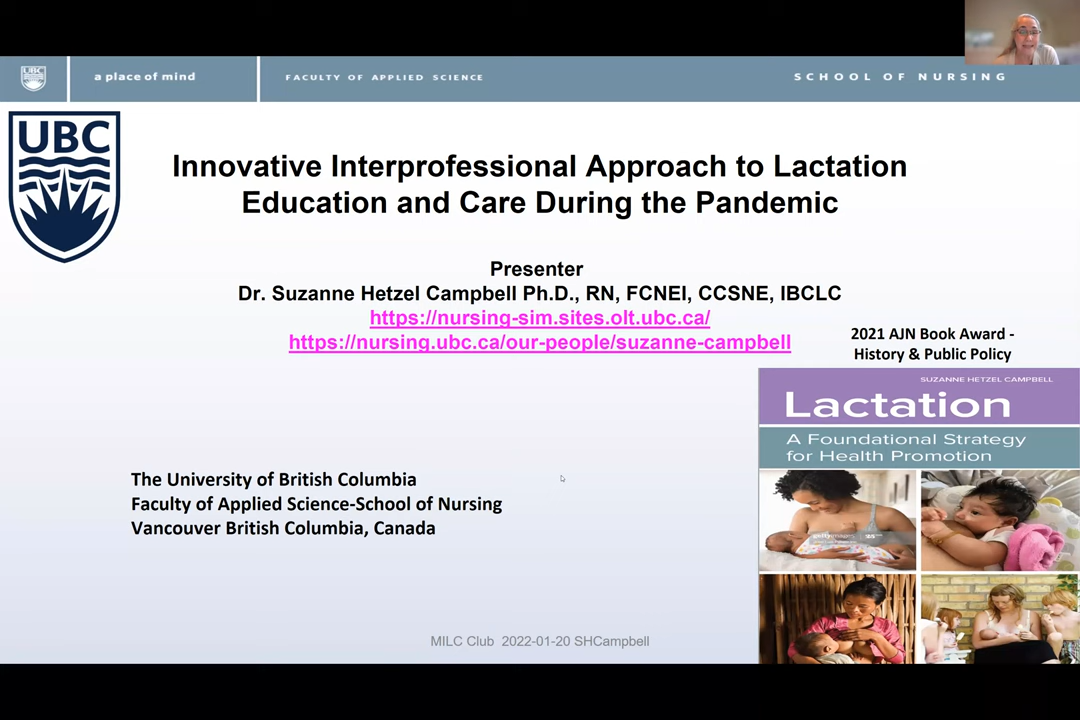 UBC
a place of mind
FACULTY OF APPLIED SCIENCE
SCHOOL OF NURSING
UBC
Innovative Interprofessional Approach to Lactation
Education and Care During the Pandemic
Presenter
Dr. Suzanne Hetzel Campbell Ph.D., RN, FCNEI, CCSNE, IBCLC
https://nursing-sim.sites.olt.ubc.ca/
https://nursing.ubc.ca/our-people/suzanne-campbell
2021 AJN Book Award -
History & Public Policy
SUZANNE HETZEL CAMPBELL
Lactation
A Foundational Strategy
for Health Promotion
gettyimages
The University of British Columbia
Faculty of Applied Science-School of Nursing
Vancouver British Columbia, Canada
MILC Club 2022-01-20 SHCampbell